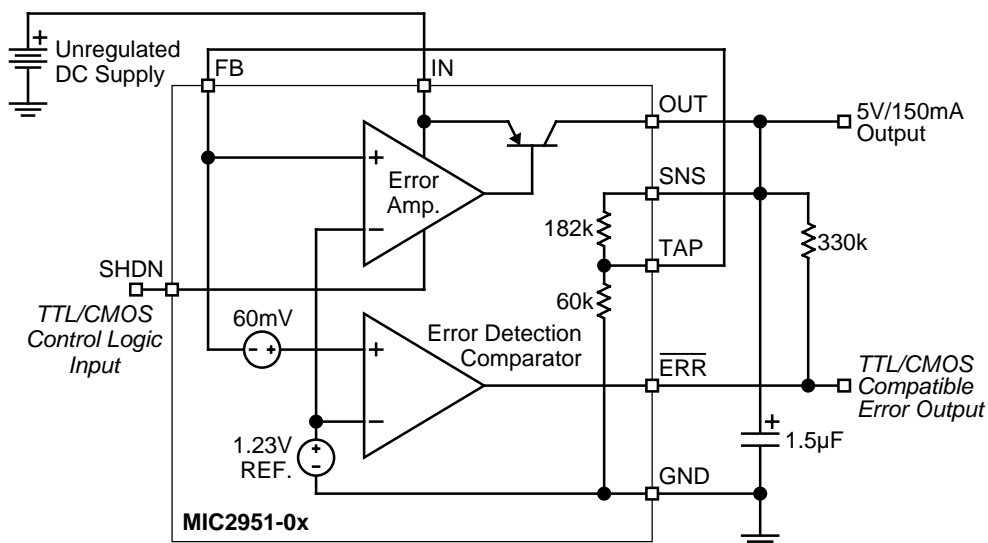 +
Unregulated
DC Supply
FB
IN
OUT
5V/150mA
Output
+
Error
Amp.
−
SNS
182k
330k
TAP
SHDN
TTL/CMOS
Control Logic
Input
60k
60mV
− +
+
Error Detection
Comparator
ERR
TTL/CMOS
Compatible
Error Output
−
+
1.5µF
1.23V
REF.
+
−
GND
MIC2951-0x